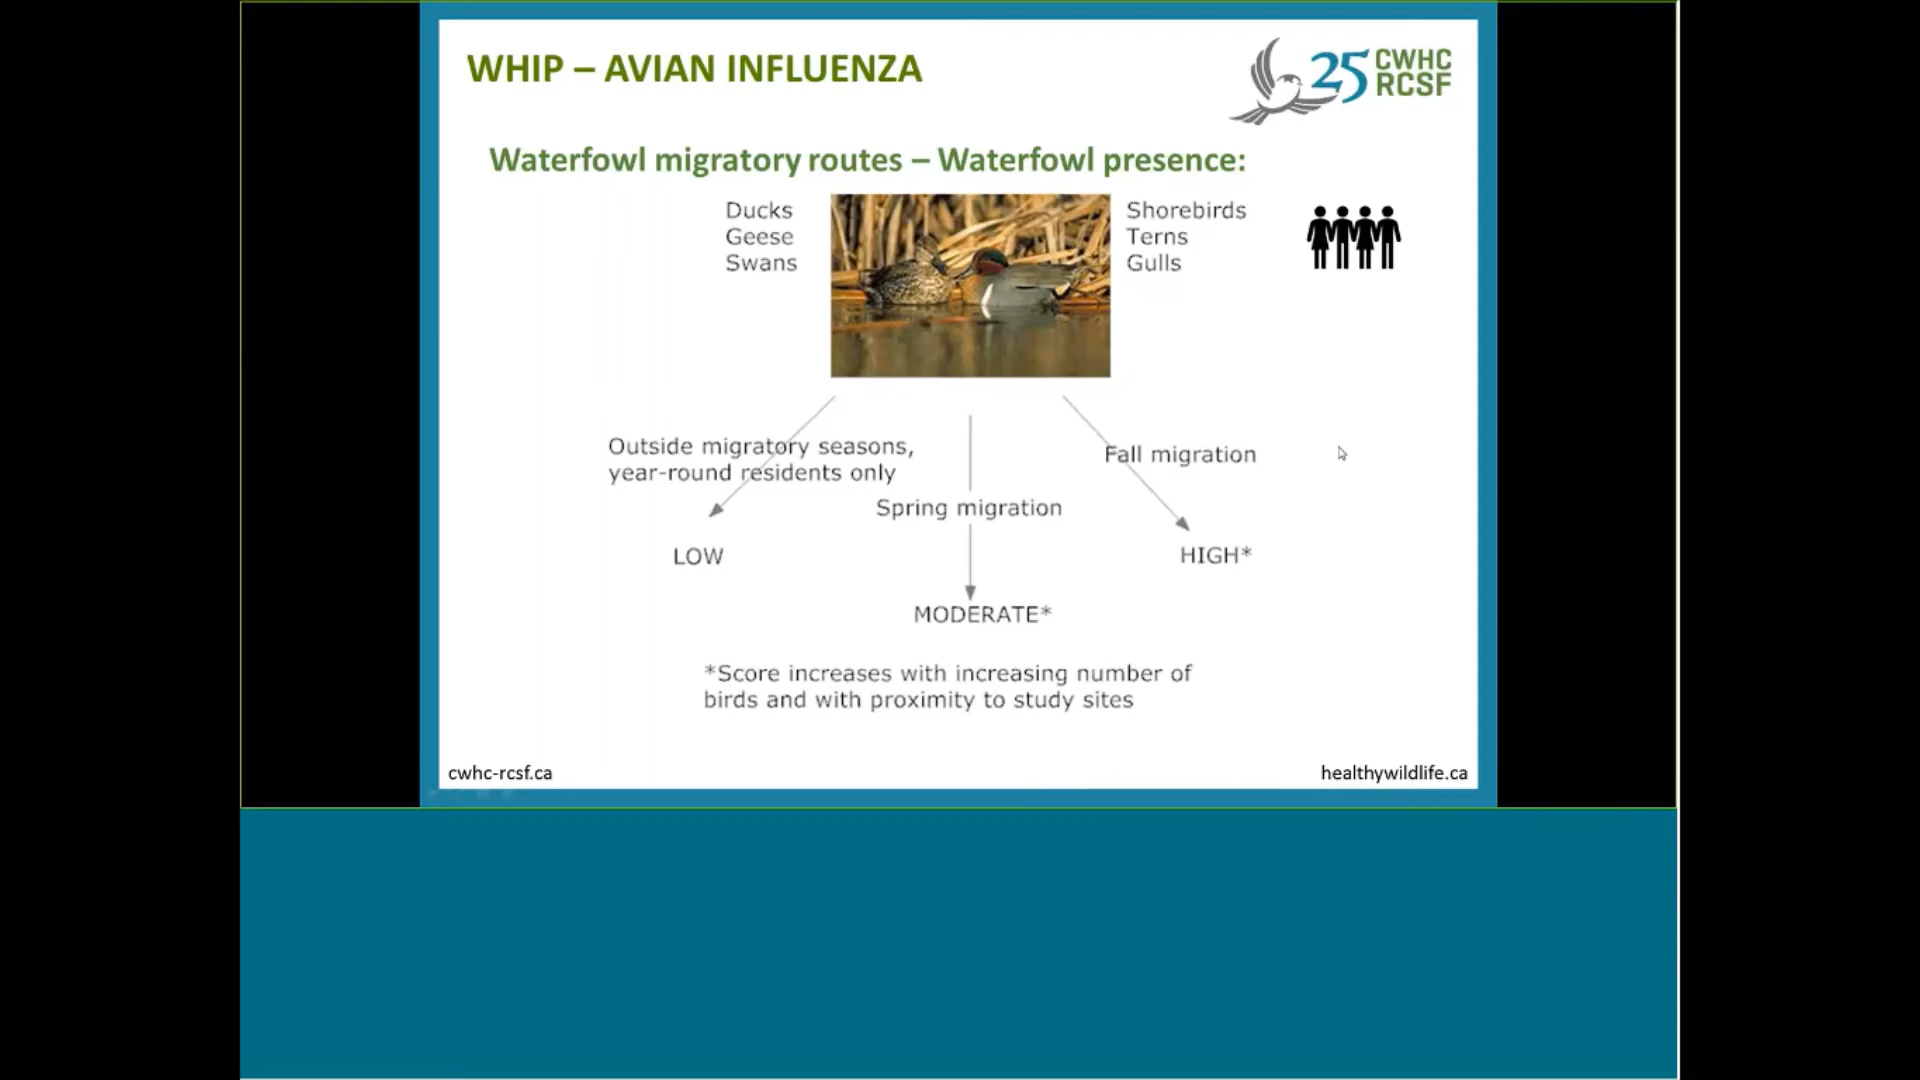 WHIP – AVIAN INFLUENZA
25 CWHC
RCSF
Waterfowl migratory routes – Waterfowl presence:
Ducks
Geese
Swans
Shorebirds
Terns
Gulls
Outside migratory seasons,
year-round residents only
Fall migration
Spring migration
LOW
HIGH*
MODERATE*
*Score increases with increasing number of
birds and with proximity to study sites
cwhc-rcsf.ca
healthywildlife.ca